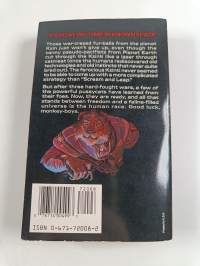 Those war-crazed fur-balls from the planet
Kzin just won't give up, even though the
canny pseudo-pacifists from Planet Earth
cut through the Kzinti like a laser through
catmeat (once the humans rediscovered old
technologies and old instincts that never quite
bred out). The ferocious Kzinti never seemed
to be able to come up with a more complicated
strategy than "Scream and Leap."
But after three hard-fought wars, a few of
the powerful pussycats have learned from
their foes. Now, they are ready, and all that
stands between freedom and a feline-filled
universe is the human race. Good luck,
monkey-boys.
72008
ISBN 0-671-72008-2